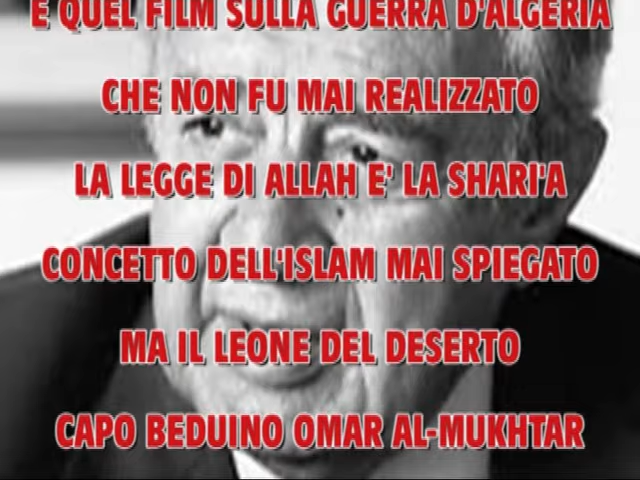 E QUEL FILM SULLA GUERRA D'ALGERIA
CHE NON FU MAI REALIZZATO
LA LEGGE DI ALLAH E' LA SHARI'A
CONCETTO DELL'ISLAM MAI SPIEGATO
MA IL LEONE DEL DESERTO
CAPO BEDUINO OMAR AL-MUKHTAR